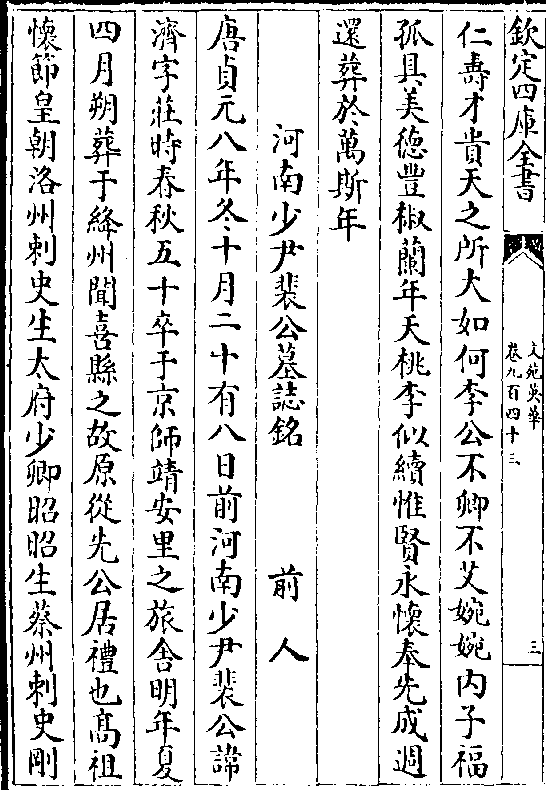 欽定四庫全書
文苑英華
卷九百四十三
三
仁壽才貴天之所大如何李公不卿不艾婉婉内子福
孤具美徳豊椒蘭年夭桃李似續惟賢永懷奉先成週
還葬於萬斯年
河南少尹裴公墓誌銘 前人
唐貞元八年冬十月二十有八日前河南少尹裴公諱
濟字莊時春秋五十卒于京師靖安里之旅舍明年夏
四月朔葬于絳州聞喜縣之故原從先公居禮也髙祖
懷節皇朝洛州刺史生太府少卿昭昭生蔡州刺史剛